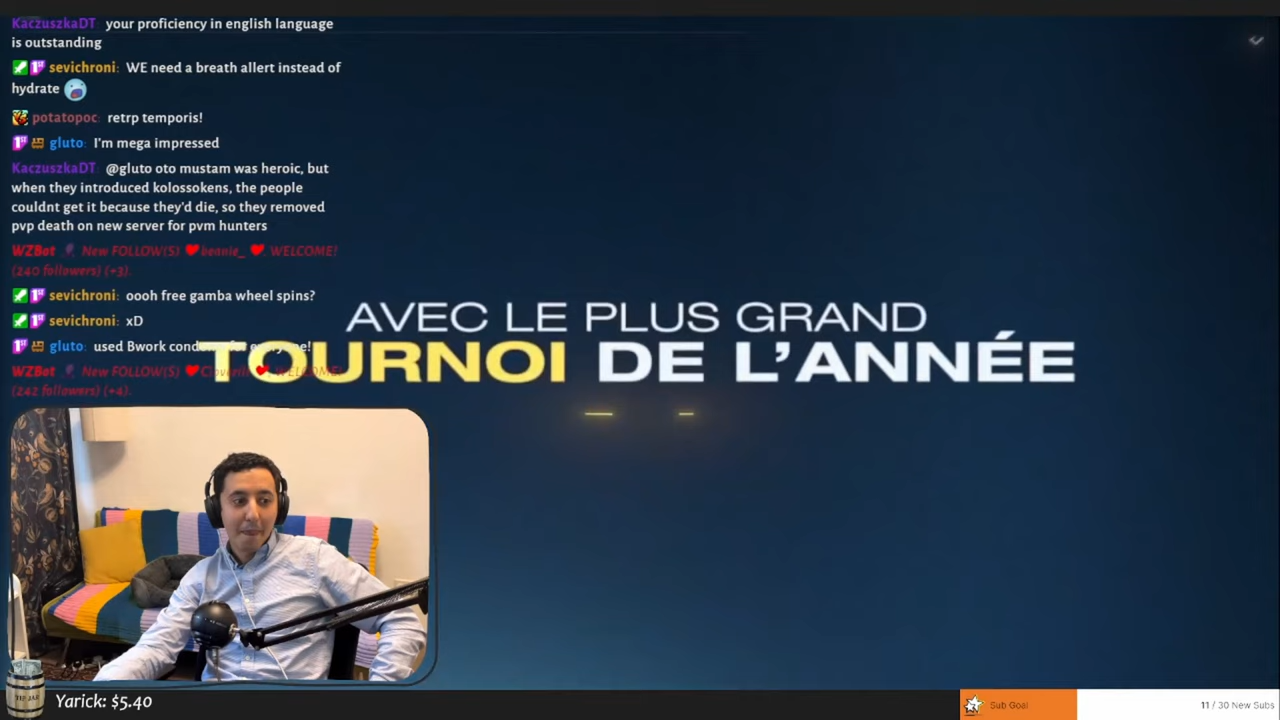 KaczuszkaDT your proficiency in english language
is outstanding
sevichroni: WE need a breath allert instead of
hydrate
potatopoc: retrp temporis!
gluto: I'm mega impressed
KaczuszkaDT @gluto oto mustam was heroic, but
when they introduced kolossokens, the people
couldnt get it because they'd die, so they removed
pvp death on new server for pvm hunters
WZBot New FOLLOW(S) beanie_ WELCOME!
(240 followers) (+3).
sevichroni: oooh free gamba wheel spins?
sevichroni: xD
AVEC LE PLUS GRAND
gluto: used Bwork
TOURNOI DE L'ANNÉE
WZBot New FOLLOW(S) WELCOME!
(242 followers) (+4).
TIP JAR
Yarick: $5.40
Sub Goal
11 / 30 New Subs